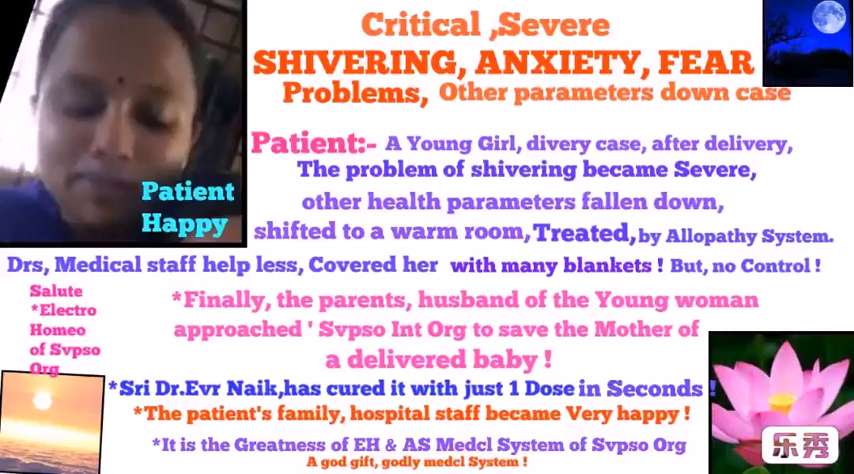 Critical ,Severe
SHIVERING, ANXIETY, FEAR
Problems, Other parameters down case
Patient:- A Young Girl, divery case, after delivery,
The problem of shivering became Severe,
other health parameters fallen down,
shifted to a warm room, Treated, by Allopathy System.
Patient
Happy
Drs, Medical staff help less, Covered her with many blankets ! But, no Control !
Salute
*Electro
Homeo
of Svpso
Org
*Finally, the parents, husband of the Young woman
approached ' Svpso Int Org to save the Mother of
a delivered baby !
*Sri Dr.Evr Naik,has cured it with just 1 Dose in Seconds !
*The patient's family, hospital staff became Very happy !
*It is the Greatness of EH & AS Medcl System of Svpso Org
A god gift, godly medcl System !
乐秀